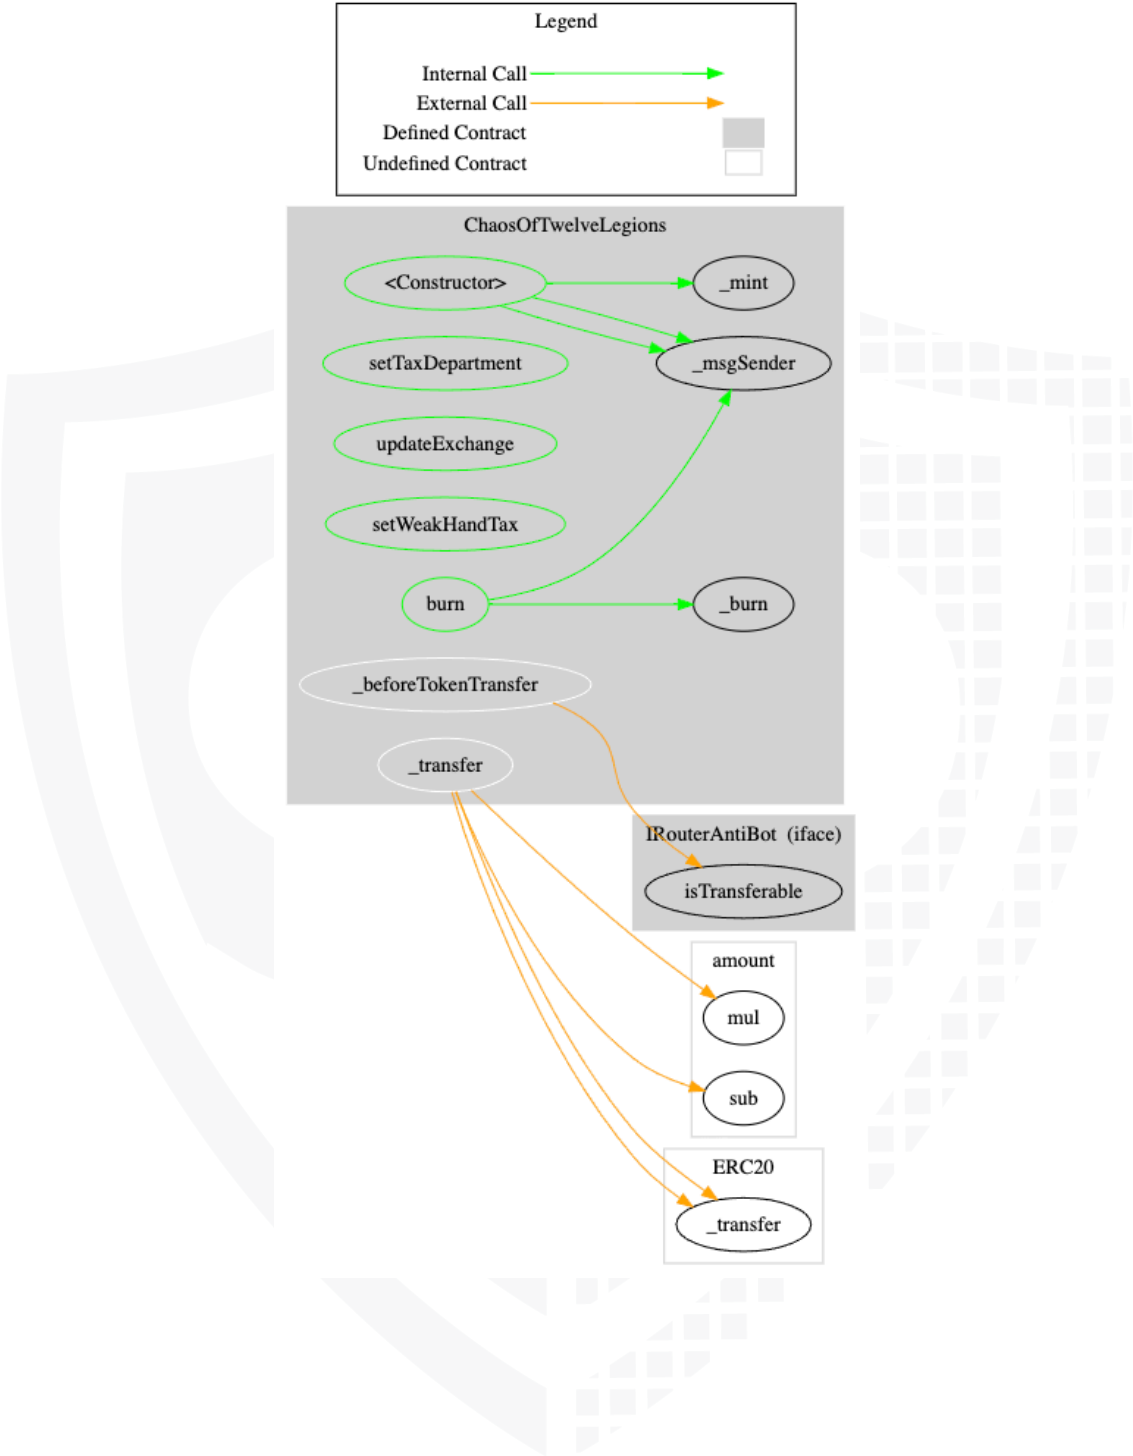 Legend
Internal Call
External Call
Defined Contract
Undefined Contract
ChaosOfTwelveLegions
<Constructor>
_mint
setTaxDepartment
_msgSender
updateExchange
setWeakHandTax
burn
_burn
_beforeTokenTransfer
_transfer
IRouterAntiBot (iface)
isTransferable
amount
mul
sub
ERC20
_transfer